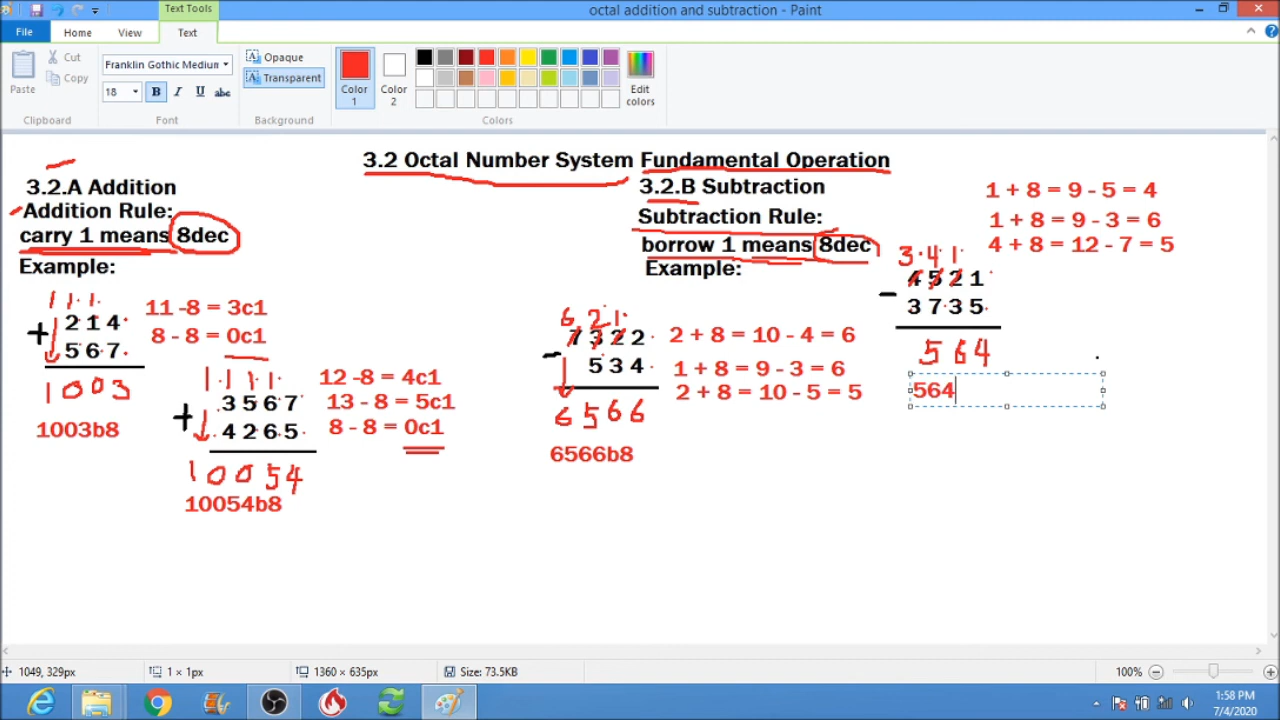 octal addition and subtraction - Paint
Text Tools
File Home View Text
Paste
Cut
Copy
Clipboard
Franklin Gothic Medium
18 B I U abc
Font
Opaque
Transparent
Background
Color 1
Color 2
Edit colors
Colors
3.2 Octal Number System Fundamental Operation
3.2.A Addition
Addition Rule:
carry 1 means 8dec
Example:
1 1 1
+ 2 1 4
5 6 7
1 0 0 3
1003b8
11 -8 = 3c1
8 - 8 = 0c1
1 1 1 1
+ 3 5 6 7
4 2 6 5
1 0 0 5 4
10054b8
12 -8 = 4c1
13 - 8 = 5c1
8 - 8 = 0c1
3.2.B Subtraction
Subtraction Rule:
borrow 1 means 8dec
Example:
6 2 1
- 7 3 2 2
5 3 4
6 5 6 6
6566b8
2 + 8 = 10 - 4 = 6
1 + 8 = 9 - 3 = 6
2 + 8 = 10 - 5 = 5
1 + 8 = 9 - 5 = 4
1 + 8 = 9 - 3 = 6
4 + 8 = 12 - 7 = 5
3 4 1
- 4 5 2 1
3 7 3 5
5 6 4
564
1049, 329px
1 × 1px
1360 × 635px
Size: 73.5KB
100%
1:58 PM
7/4/2020